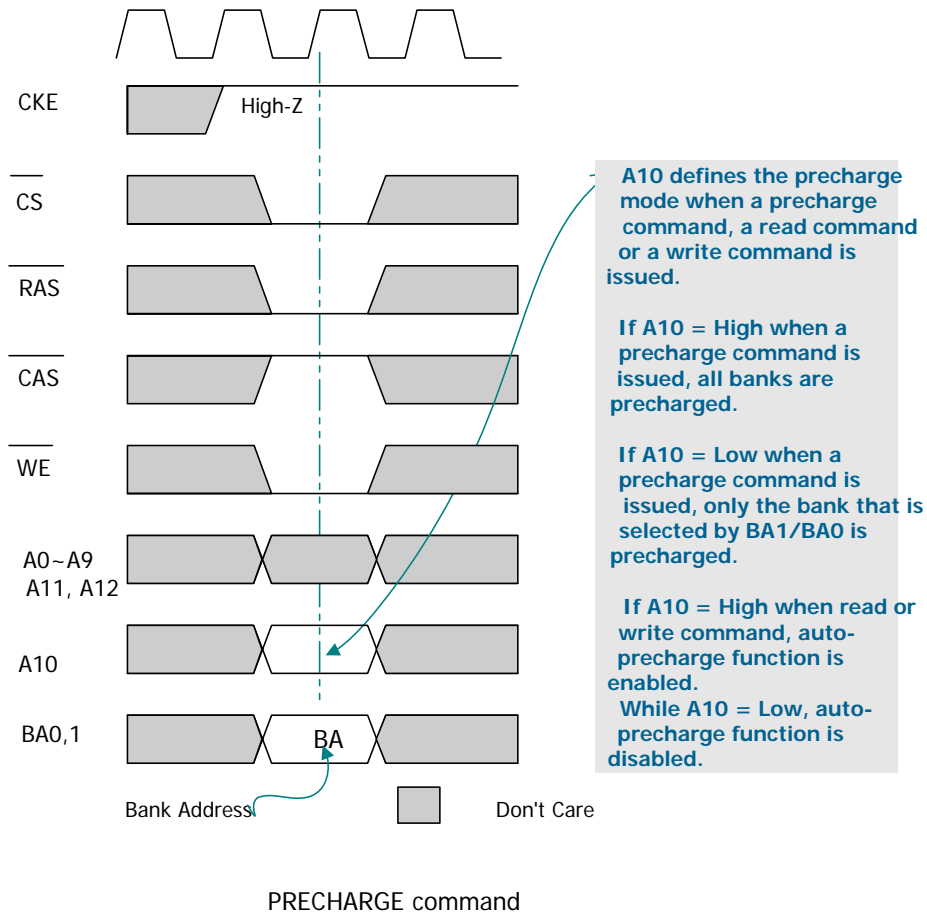 CKE
High-Z
CS
RAS
CAS
WE
A0~A9
A11, A12
A10
BA0,1
BA
Bank Address
Don't Care
A10 defines the precharge
mode when a precharge
command, a read command
or a write command is
issued.
If A10 = High when a
precharge command is
issued, all banks are
precharged.
If A10 = Low when a
precharge command is
issued, only the bank that is
selected by BA1/BA0 is
precharged.
If A10 = High when read or
write command, auto-
precharge function is
enabled.
While A10 = Low, auto-
precharge function is
disabled.
PRECHARGE command